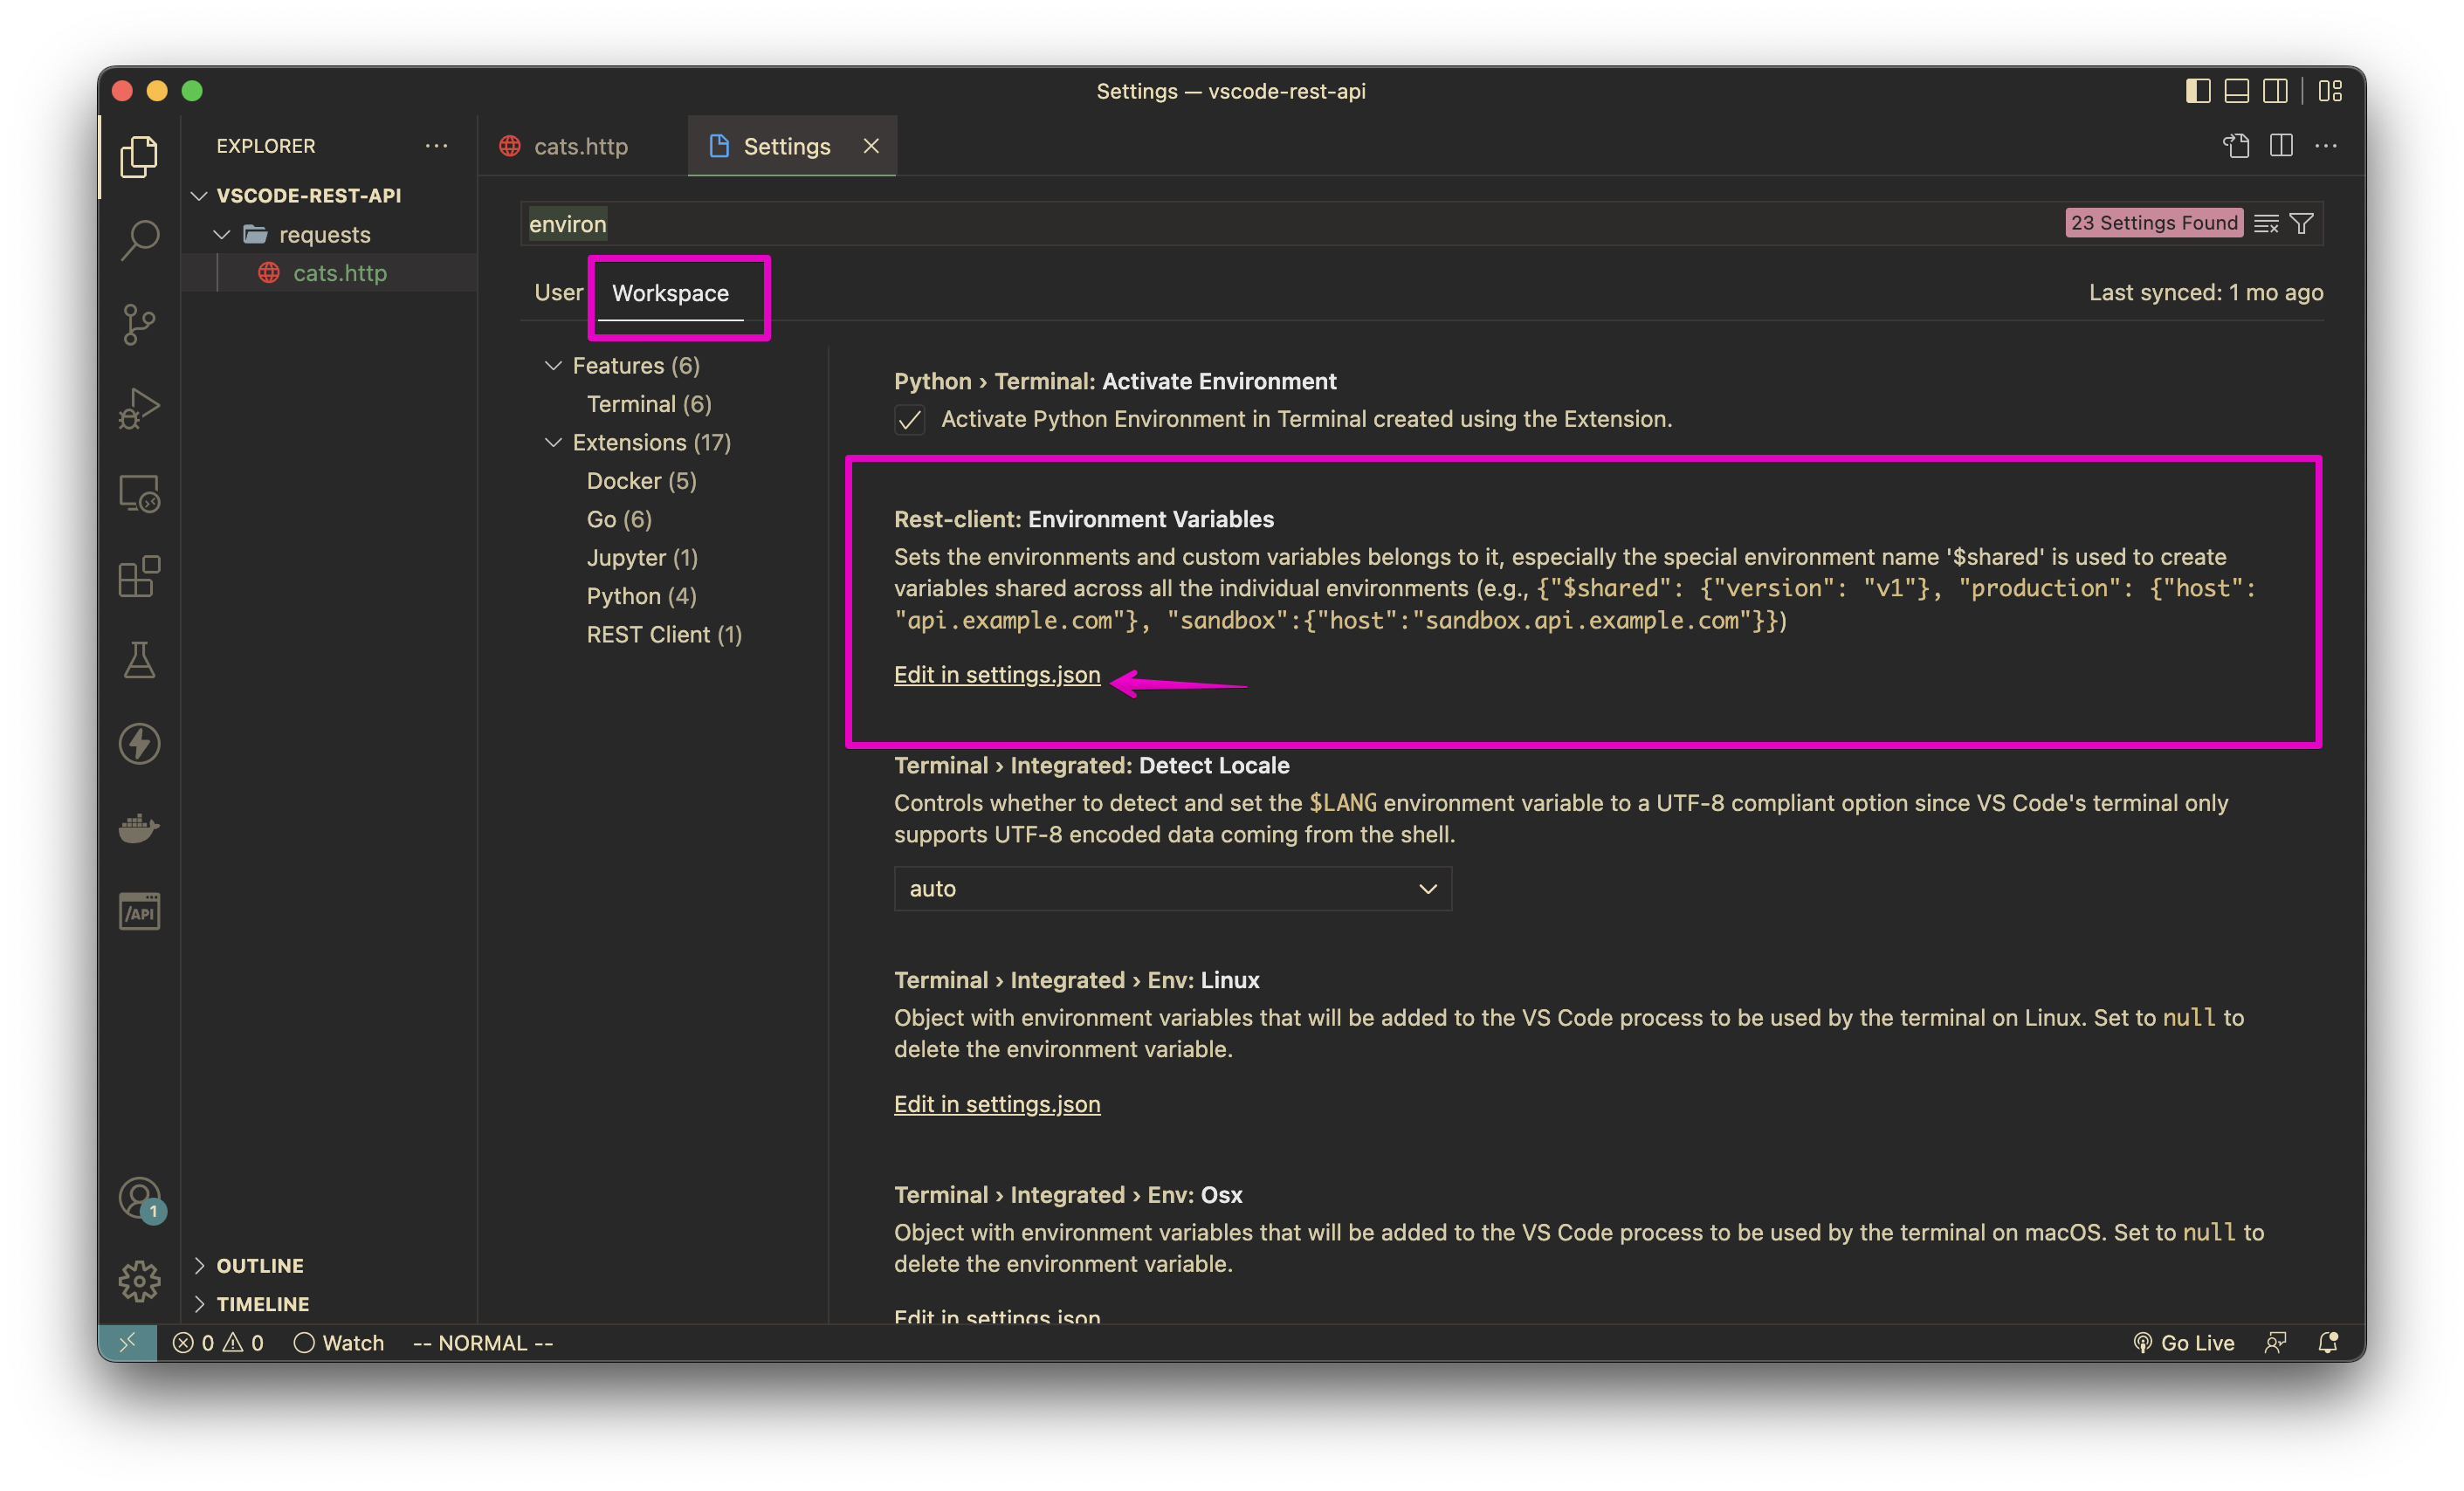 Settings — vscode-rest-api
EXPLORER
VSCODE-REST-API
requests
cats.http
cats.http
Settings
environ
23 Settings Found
User
Workspace
Last synced: 1 mo ago
Features (6)
Terminal (6)
Extensions (17)
Docker (5)
Go (6)
Jupyter (1)
Python (4)
REST Client (1)
Python › Terminal: Activate Environment
Activate Python Environment in Terminal created using the Extension.
Rest-client: Environment Variables
Sets the environments and custom variables belongs to it, especially the special environment name '$shared' is used to create
variables shared across all the individual environments (e.g., {"$shared": {"version": "v1"}, "production": {"host":
"api.example.com"}, "sandbox":{"host":"sandbox.api.example.com"}})
Edit in settings.json
Terminal › Integrated: Detect Locale
Controls whether to detect and set the $LANG environment variable to a UTF-8 compliant option since VS Code's terminal only
supports UTF-8 encoded data coming from the shell.
auto
Terminal › Integrated › Env: Linux
Object with environment variables that will be added to the VS Code process to be used by the terminal on Linux. Set to null to
delete the environment variable.
Edit in settings.json
Terminal › Integrated › Env: Osx
Object with environment variables that will be added to the VS Code process to be used by the terminal on macOS. Set to null to
delete the environment variable.
Edit in settings.json
/API
1
OUTLINE
TIMELINE
0
0
Watch
-- NORMAL --
Go Live